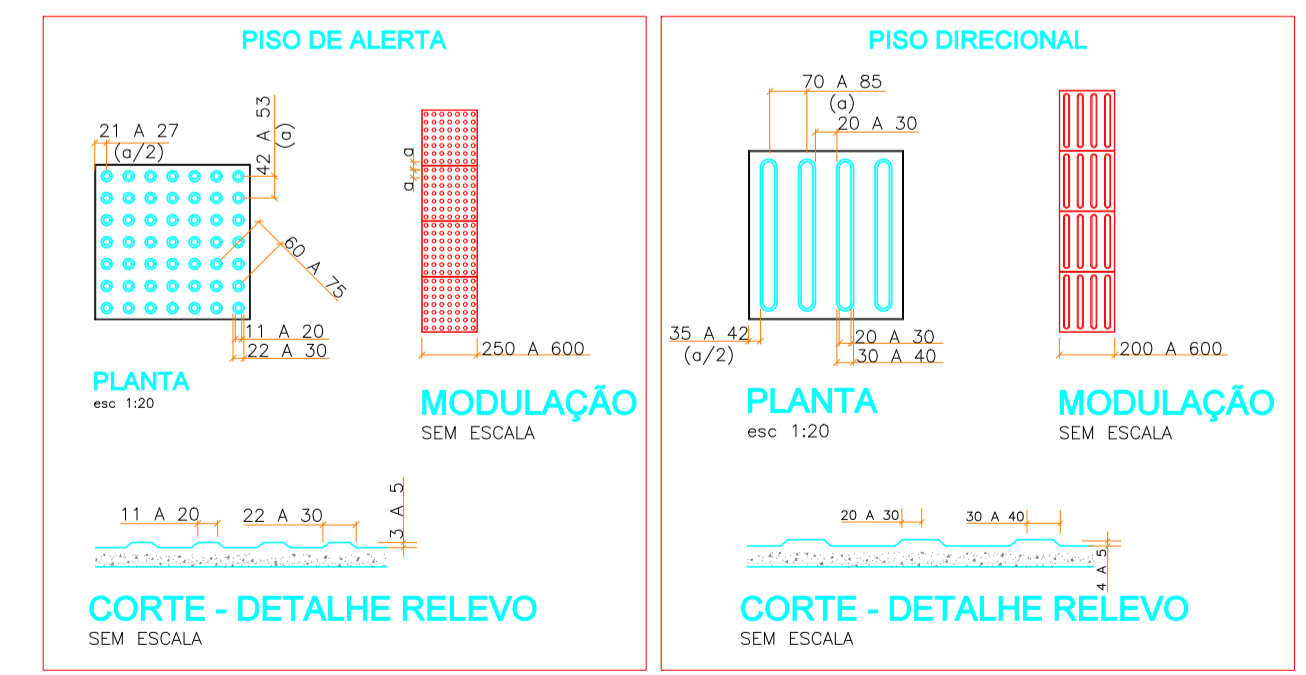 PISO DE ALERTA
21 A 27
(a/2)
42 A 53
(a)
a
a
60 A 75
11 A 20
22 A 30
250 A 600
PLANTA
esc 1:20
MODULAÇÃO
SEM ESCALA
11 A 20
22 A 30
3 A 5
CORTE - DETALHE RELEVO
SEM ESCALA
PISO DIRECIONAL
70 A 85
(a)
20 A 30
35 A 42
(a/2)
20 A 30
30 A 40
200 A 600
PLANTA
esc 1:20
MODULAÇÃO
SEM ESCALA
20 A 30
30 A 40
4 A 5
CORTE - DETALHE RELEVO
SEM ESCALA